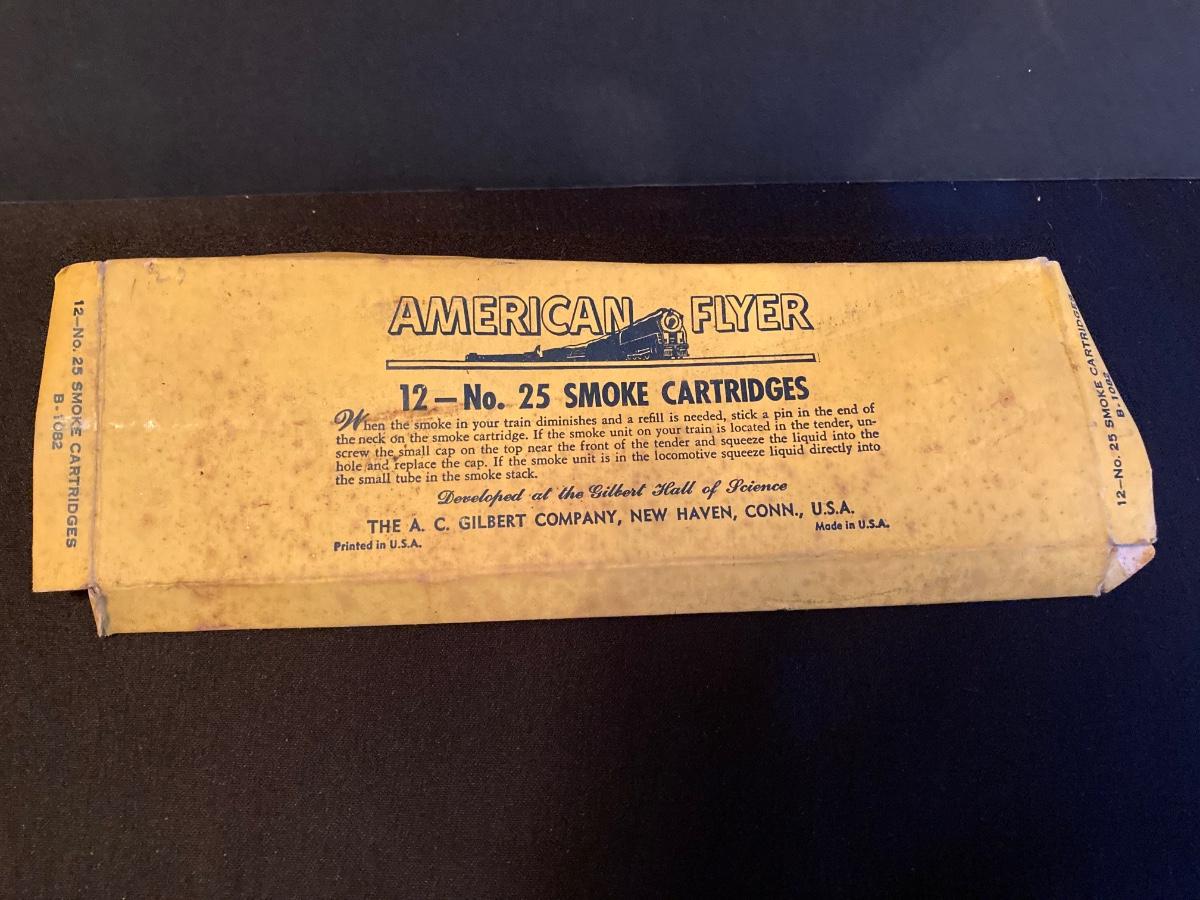 AMERICAN FLYER
12—No. 25 SMOKE CARTRIDGES
When the smoke in your train diminishes and a refill is needed, stick a pin in the end of
the neck on the smoke cartridge. If the smoke unit on your train is located in the tender, un-
screw the small cap on the top near the front of the tender and squeeze the liquid into the
hole and replace the cap. If the smoke unit is in the locomotive squeeze liquid directly into
the small tube in the smoke stack.
Developed at the Gilbert Hall of Science
THE A. C. GILBERT COMPANY, NEW HAVEN, CONN., U.S.A.
Printed in U.S.A. Made in U.S.A.
12—No. 25 SMOKE CARTRIDGES
B-1082
12—No. 25 SMOKE CARTRIDGES
B-1082